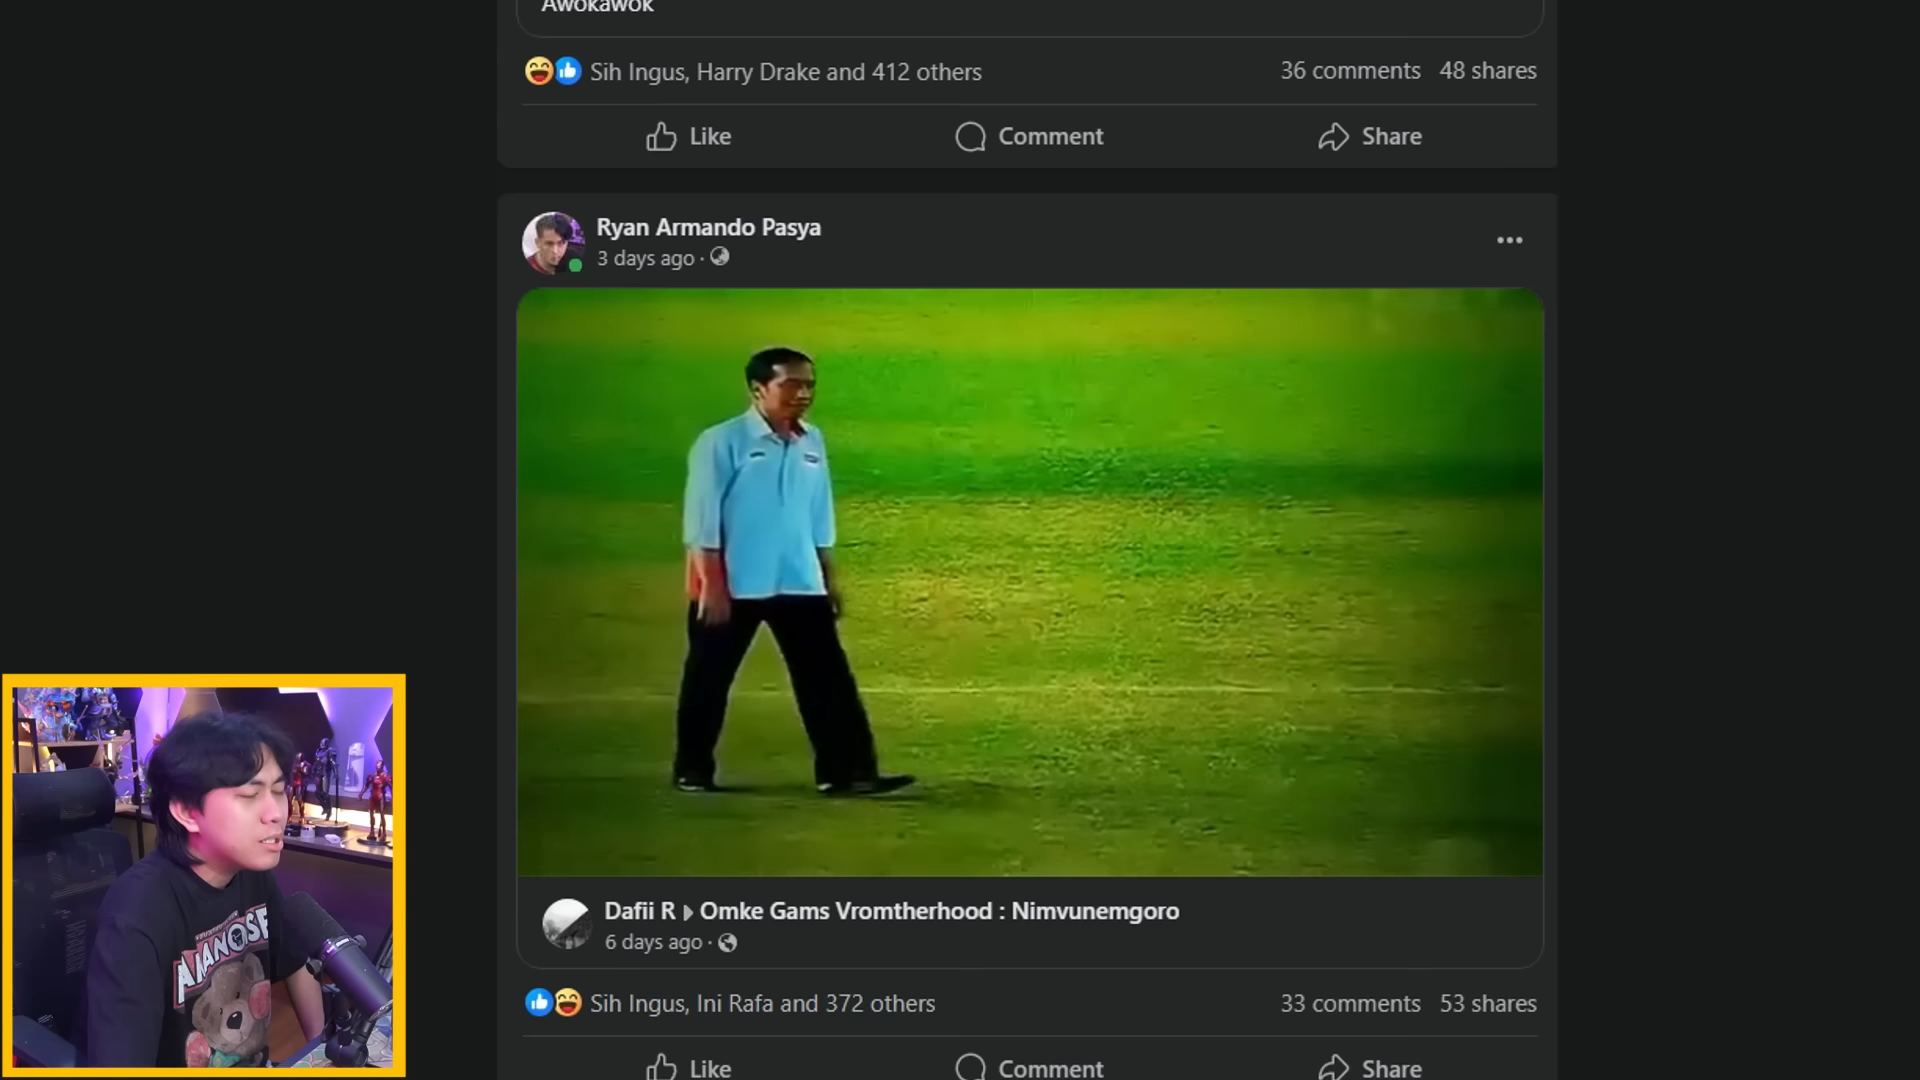 Awokawok
Sih Ingus, Harry Drake and 412 others
36 comments 48 shares
Like Comment Share
Ryan Armando Pasya
3 days ago ·
Dafii R Omke Gams Vromtherhood : Nimvunemgoro
6 days ago ·
Sih Ingus, Ini Rafa and 372 others
33 comments 53 shares
Like Comment Share